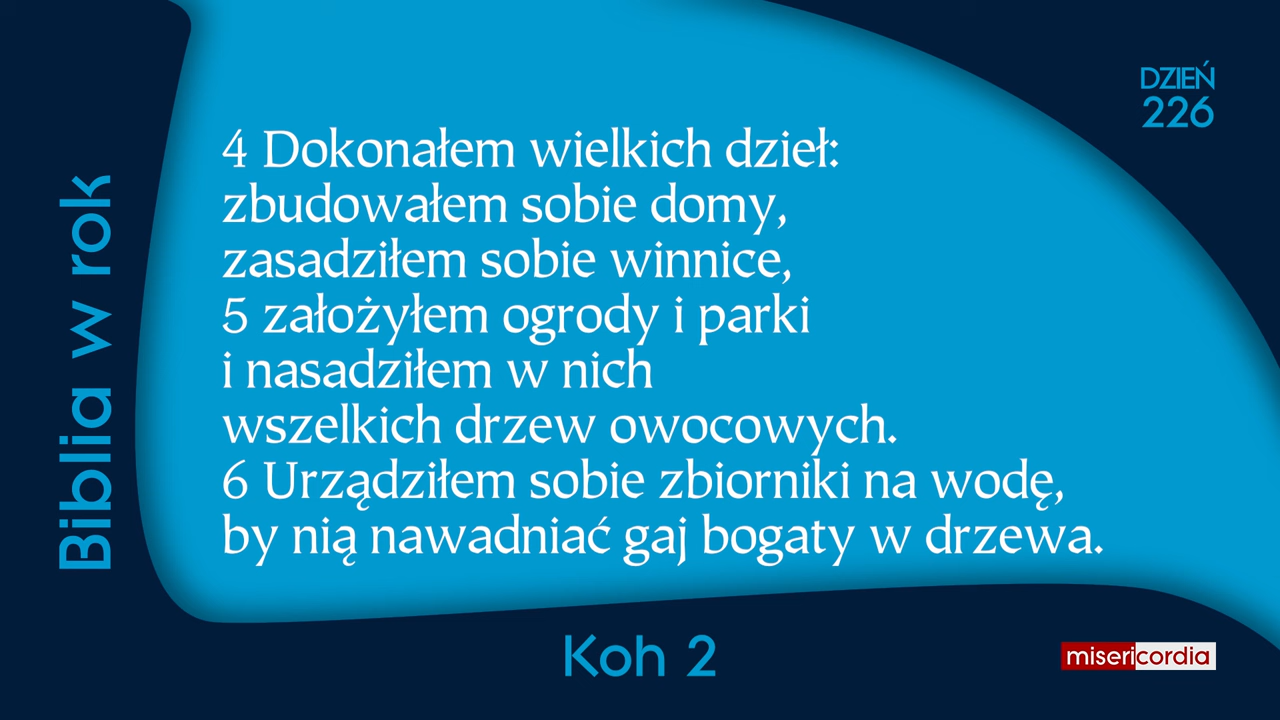 DZIEŃ
226
4 Dokonałem wielkich dzieł:
zbudowałem sobie domy,
zasadziłem sobie winnice,
5 założyłem ogrody i parki
i nasadziłem w nich
wszelkich drzew owocowych.
6 Urządziłem sobie zbiorniki na wodę,
by nią nawadniać gaj bogaty w drzewa.
Biblia w rok
Koh 2
misericordia